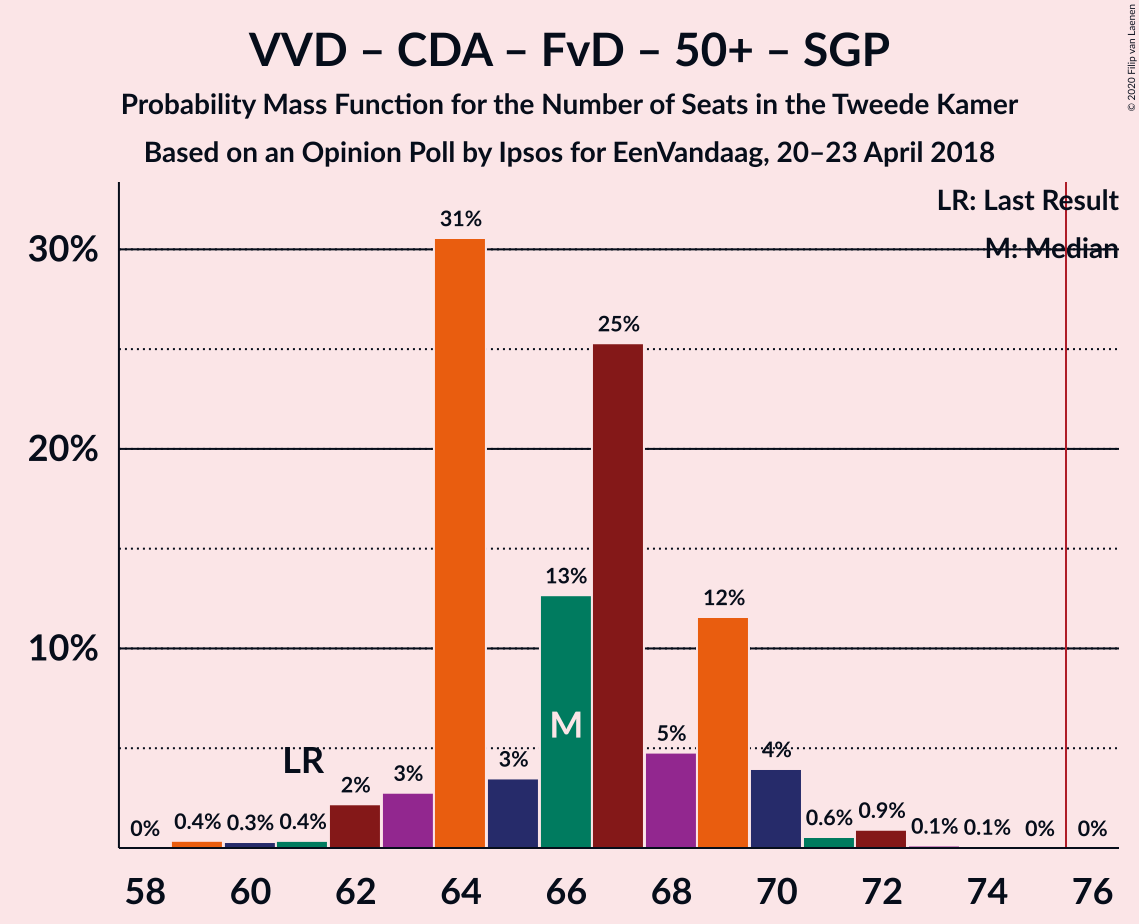 VVD – CDA – FvD – 50+ – SGP
Probability Mass Function for the Number of Seats in the Tweede Kamer
Based on an Opinion Poll by Ipsos for EenVandaag, 20–23 April 2018
© 2020 Filip van Laenen
LR: Last Result
M: Median
30%
20%
10%
0%
0.4%
0.3%
0.4%
LR
2%
3%
31%
3%
13%
M
25%
5%
12%
4%
0.6%
0.9%
0.1%
0.1%
0%
0%
58 60 62 64 66 68 70 72 74 76